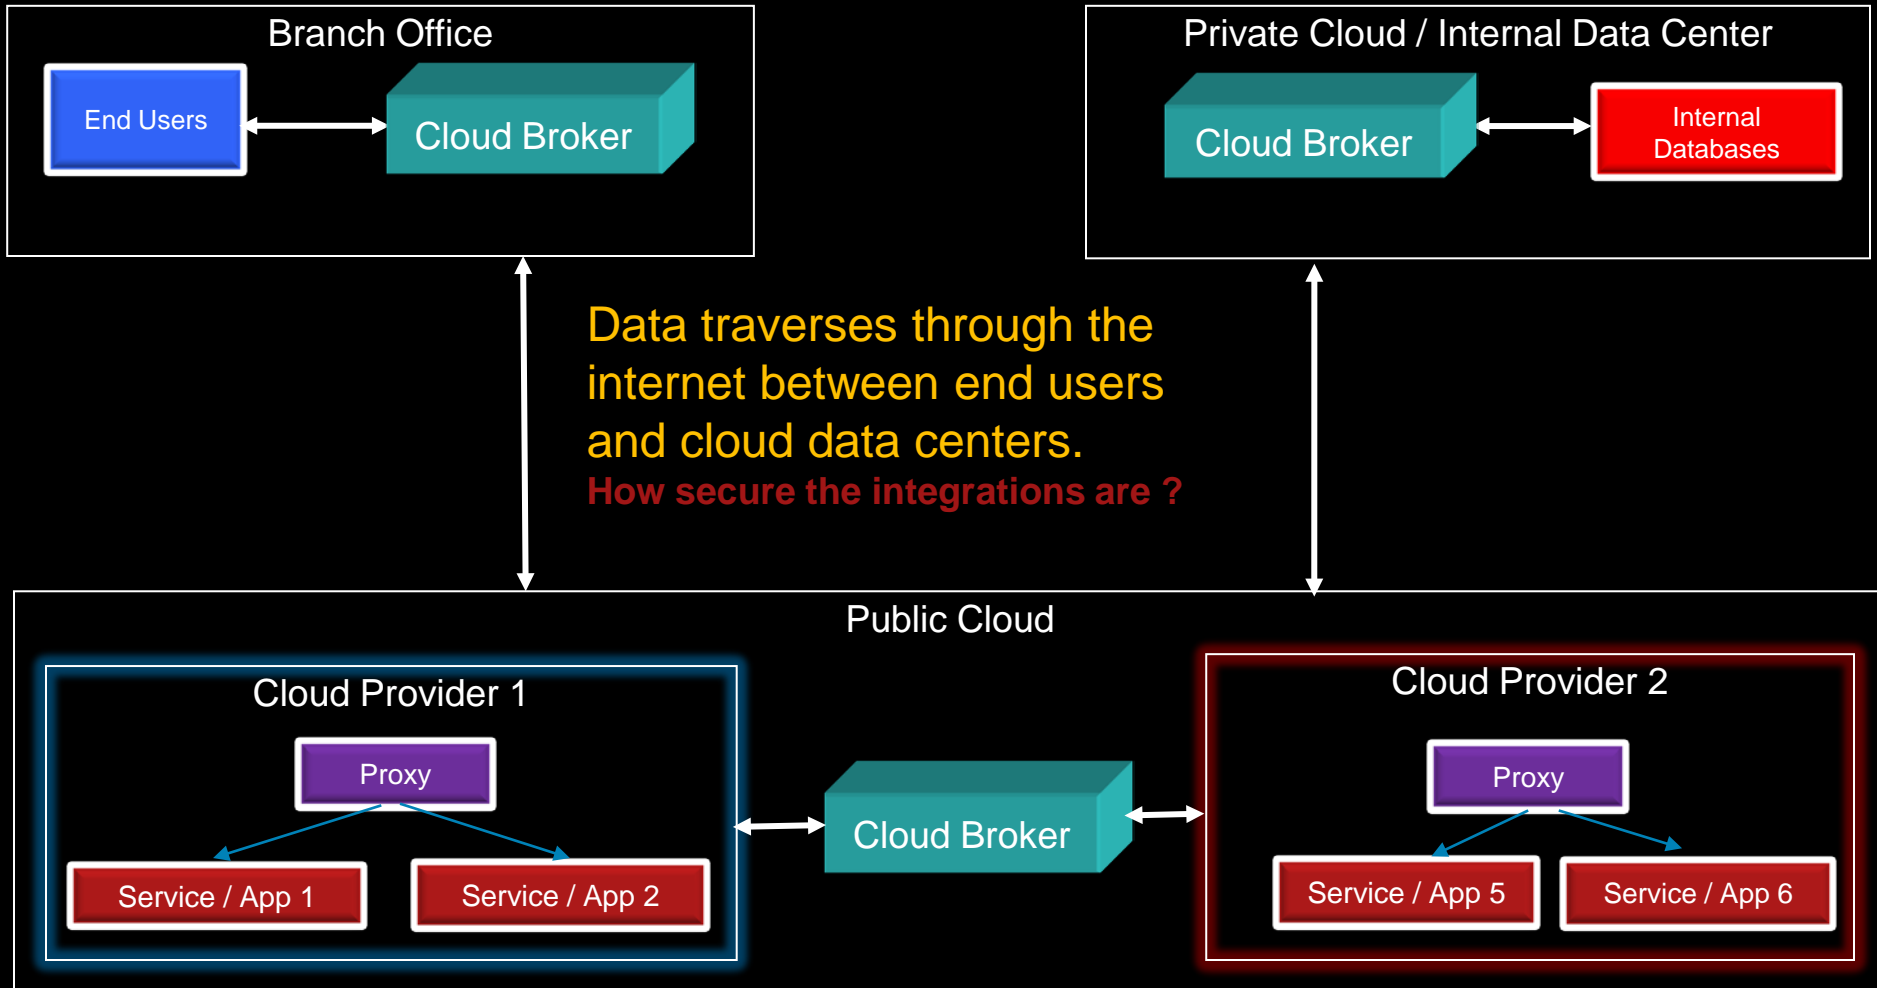 Branch Office
End Users
Cloud Broker
Private Cloud / Internal Data Center
Cloud Broker
Internal
Databases
Data traverses through the
internet between end users
and cloud data centers.
How secure the integrations are ?
Public Cloud
Cloud Provider 1
Proxy
Service / App 1
Service / App 2
Cloud Broker
Cloud Provider 2
Proxy
Service / App 5
Service / App 6